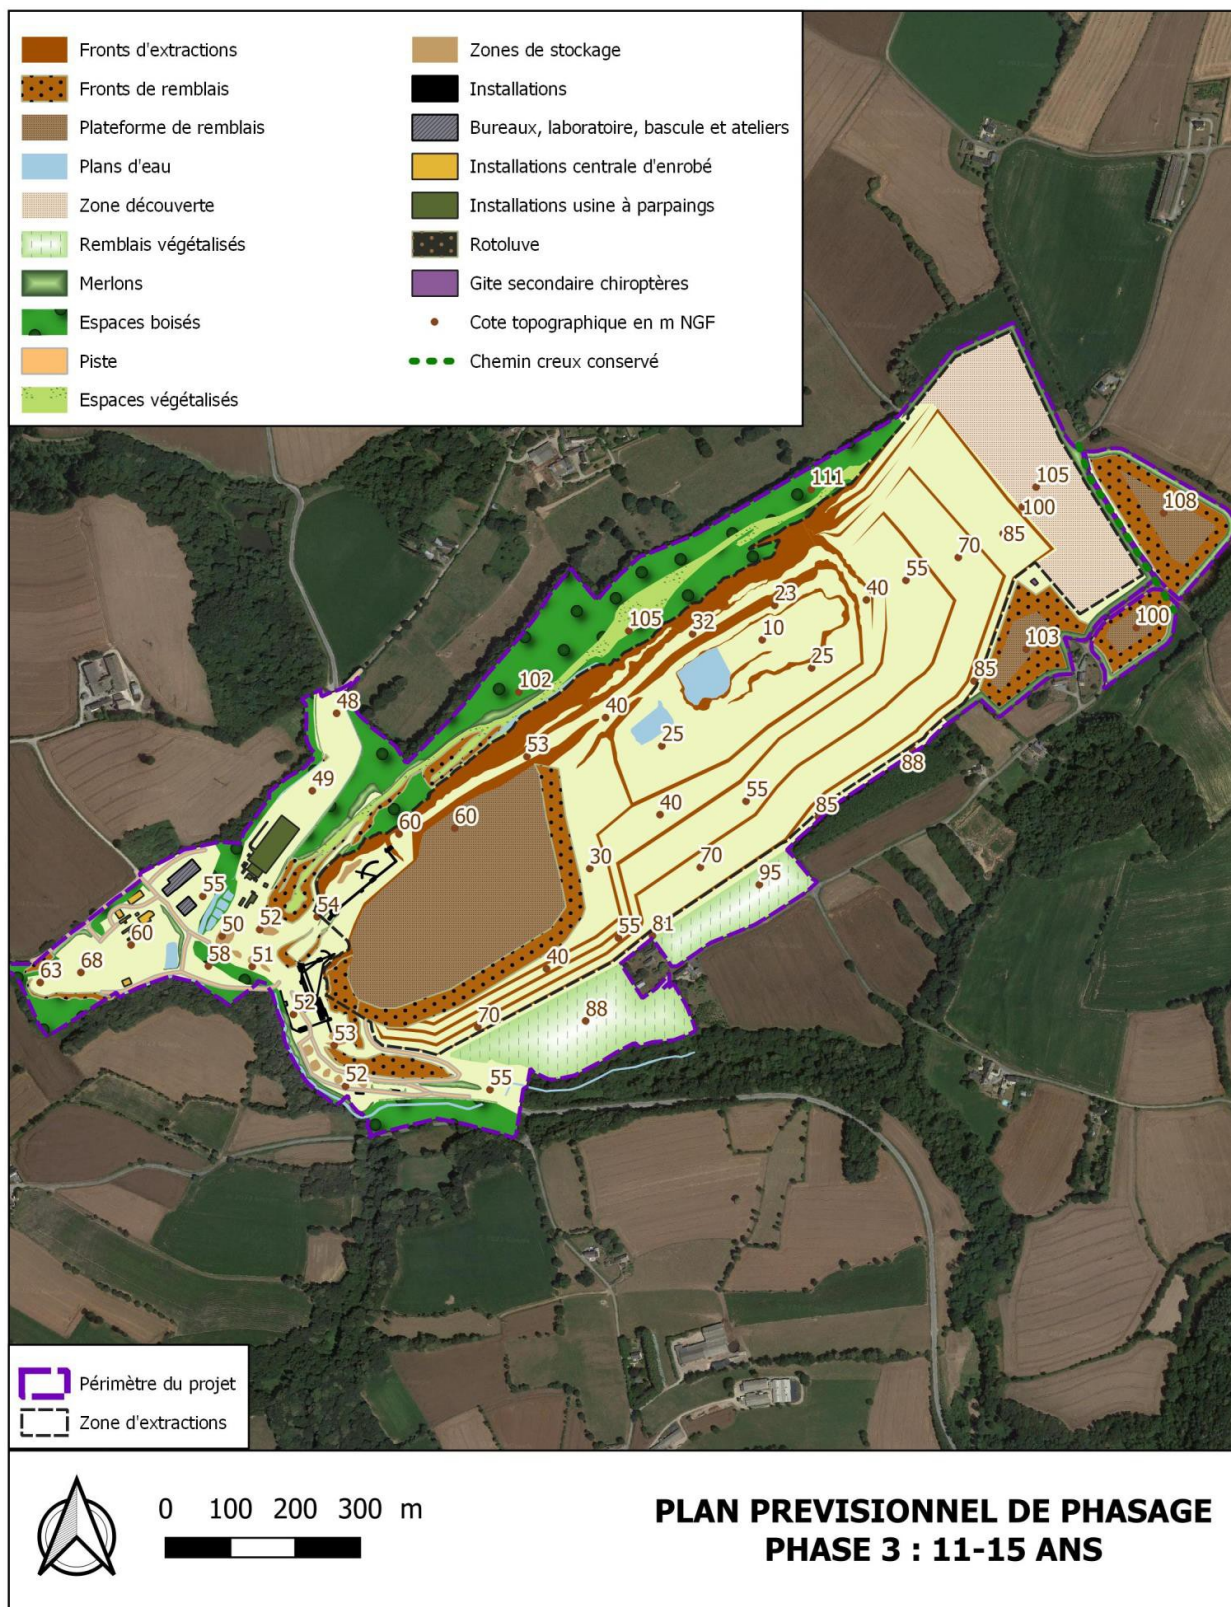 Fronts d'extractions
Fronts de remblais
Plateforme de remblais
Plans d'eau
Zone découverte
Remblais végétalisés
Merlons
Espaces boisés
Piste
Espaces végétalisés
Zones de stockage
Installations
Bureaux, laboratoire, bascule et ateliers
Installations centrale d'enrobé
Installations usine à parpaings
Rotoluve
Gite secondaire chiroptères
Cote topographique en m NGF
Chemin creux conservé
111
105
100
108
85
70
55
40
23
105
32
10
100
103
25
102
85
48
40
53
25
88
49
40
55
85
60
60
30
70
95
55
54
52
50
55
81
60
58
51
40
68
63
52
70
88
53
52
55
Périmètre du projet
Zone d'extractions
0 100 200 300 m
PLAN PREVISIONNEL DE PHASAGE
PHASE 3 : 11-15 ANS